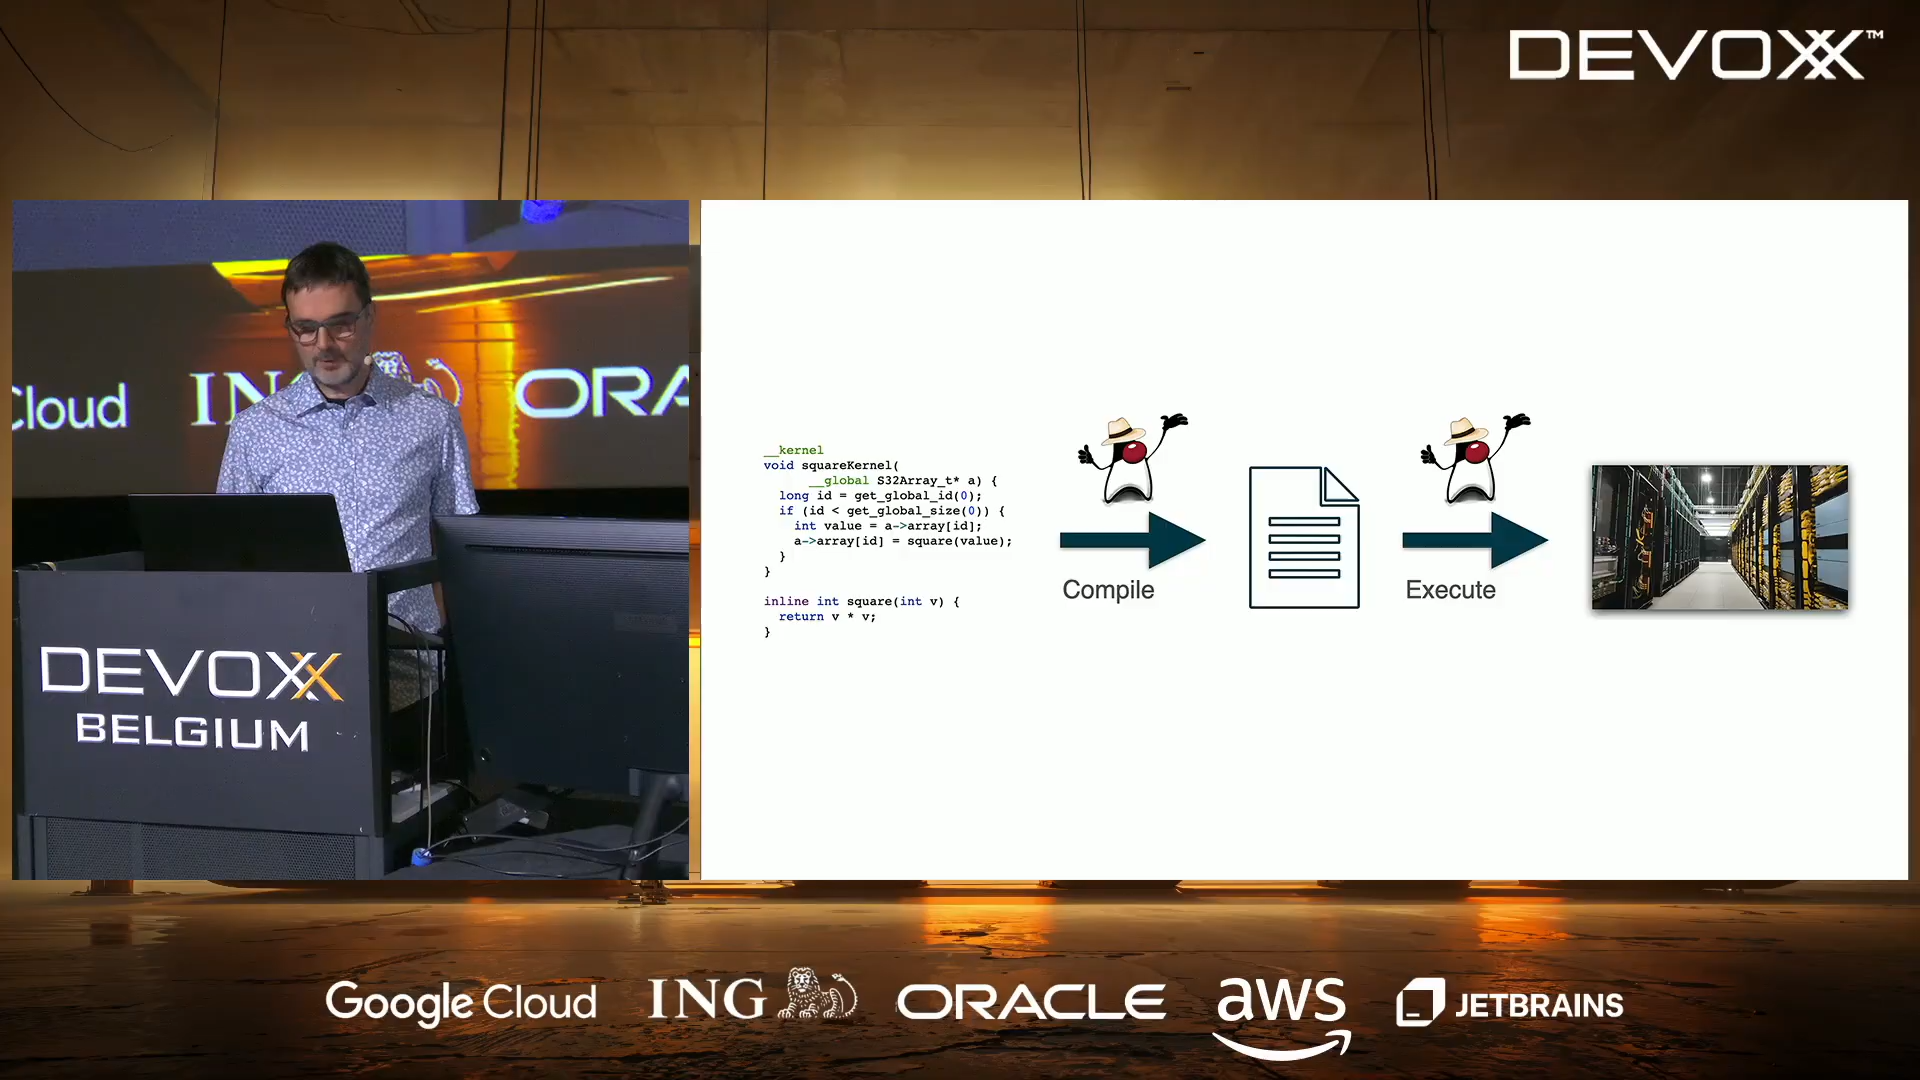 DEVOXX™
Cloud
ING
ORA
DEVOXX
BELGIUM
__kernel
void squareKernel(
__global S32Array_t* a) {
long id = get_global_id(0);
if (id < get_global_size(0)) {
int value = a->array[id];
a->array[id] = square(value);
}
}
inline int square(int v) {
return v * v;
}
Compile
Execute
Google Cloud
ING
ORACLE
aws
JETBRAINS